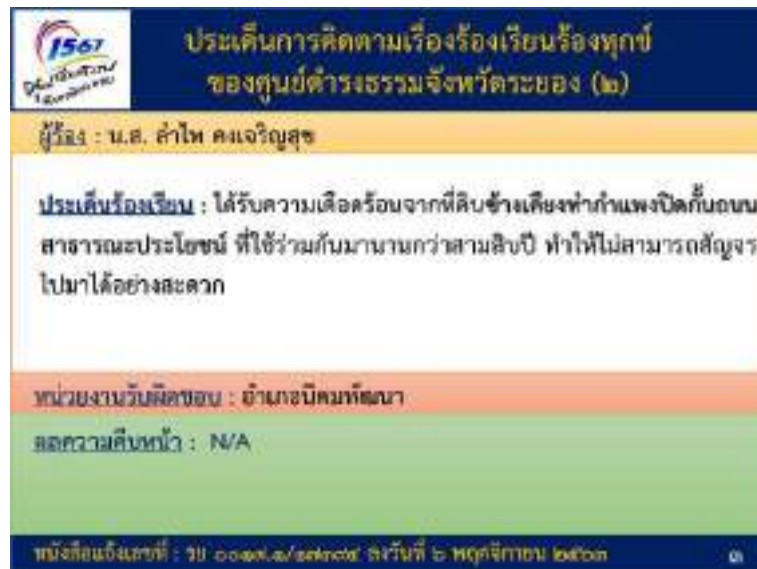 1567
ประเด็นการติดตามเรื่องร้องเรียนร้องทุกข์
ของศูนย์ดำรงธรรมจังหวัดระยอง (๒)
ผู้ร้อง : น.ส. ลำไพ คงเจริญสุข
ประเด็นร้องเรียน : ได้รับความเดือดร้อนจากที่ดินข้างเคียงทำกำแพงปิดกั้นถนน
สาธารณะประโยชน์ ที่ใช้ร่วมกันมานานกว่าสามสิบปี ทำให้ไม่สามารถสัญจร
ไปมาได้อย่างสะดวก
หน่วยงานรับผิดชอบ : อำเภอนิคมพัฒนา
ผลความคืบหน้า : N/A
หนังสือแจ้งเลขที่ : รย ลงวันที่ ๖ พฤศจิกายน ๒๕๖๓
๓